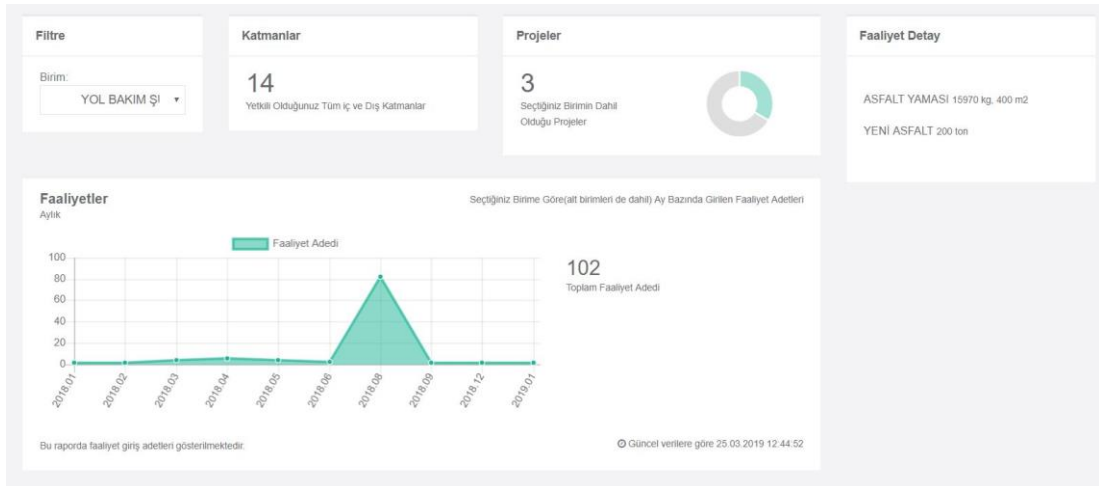 Filtre
Birim:
YOL BAKIM Ş
Katmanlar
14
Yetkili Olduğunuz Tüm iç ve Dış Katmanlar
Projeler
3
Seçtiğiniz Birimin Dahil
Olduğu Projeler
Faaliyet Detay
ASFALT YAMASI 15970 kg, 400 m2
YENİ ASFALT 200 ton
Faaliyetler
Aylık
Seçtiğiniz Birime Göre(alt birimleri de dahil) Ay Bazında Girilen Faaliyet Adetleri
Faaliyet Adedi
100
80
60
40
20
0
2018.01
2018.02
2018.03
2018.04
2018.05
2018.06
2018.08
2018.09
2018.12
2019.01
102
Toplam Faaliyet Adedi
Bu raporda faaliyet giriş adetleri gösterilmektedir.
Güncel verilere göre 25.03.2019 12:44:52